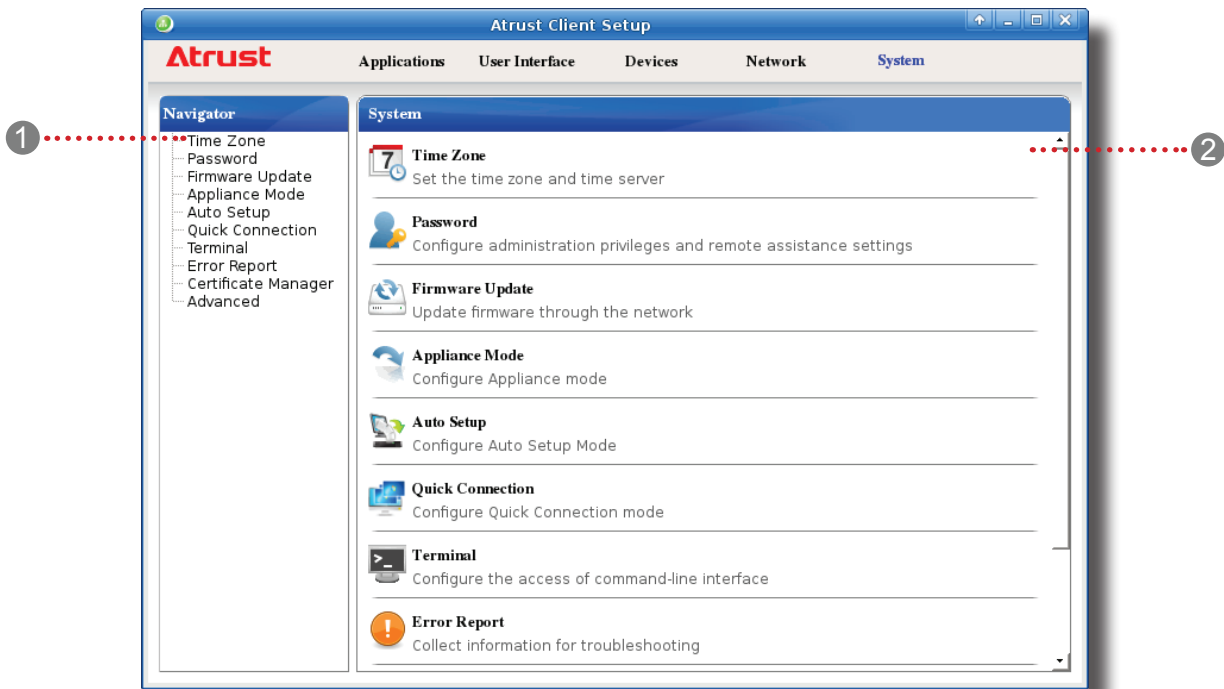 Atrust Client Setup
Atrust
Applications User Interface Devices Network System
Navigator
Time Zone
Password
Firmware Update
Appliance Mode
Auto Setup
Quick Connection
Terminal
Error Report
Certificate Manager
Advanced
System
7
Time Zone
Set the time zone and time server
Password
Configure administration privileges and remote assistance settings
Firmware Update
Update firmware through the network
Appliance Mode
Configure Appliance mode
Auto Setup
Configure Auto Setup Mode
Quick Connection
Configure Quick Connection mode
>_
Terminal
Configure the access of command-line interface
!
Error Report
Collect information for troubleshooting
1
2